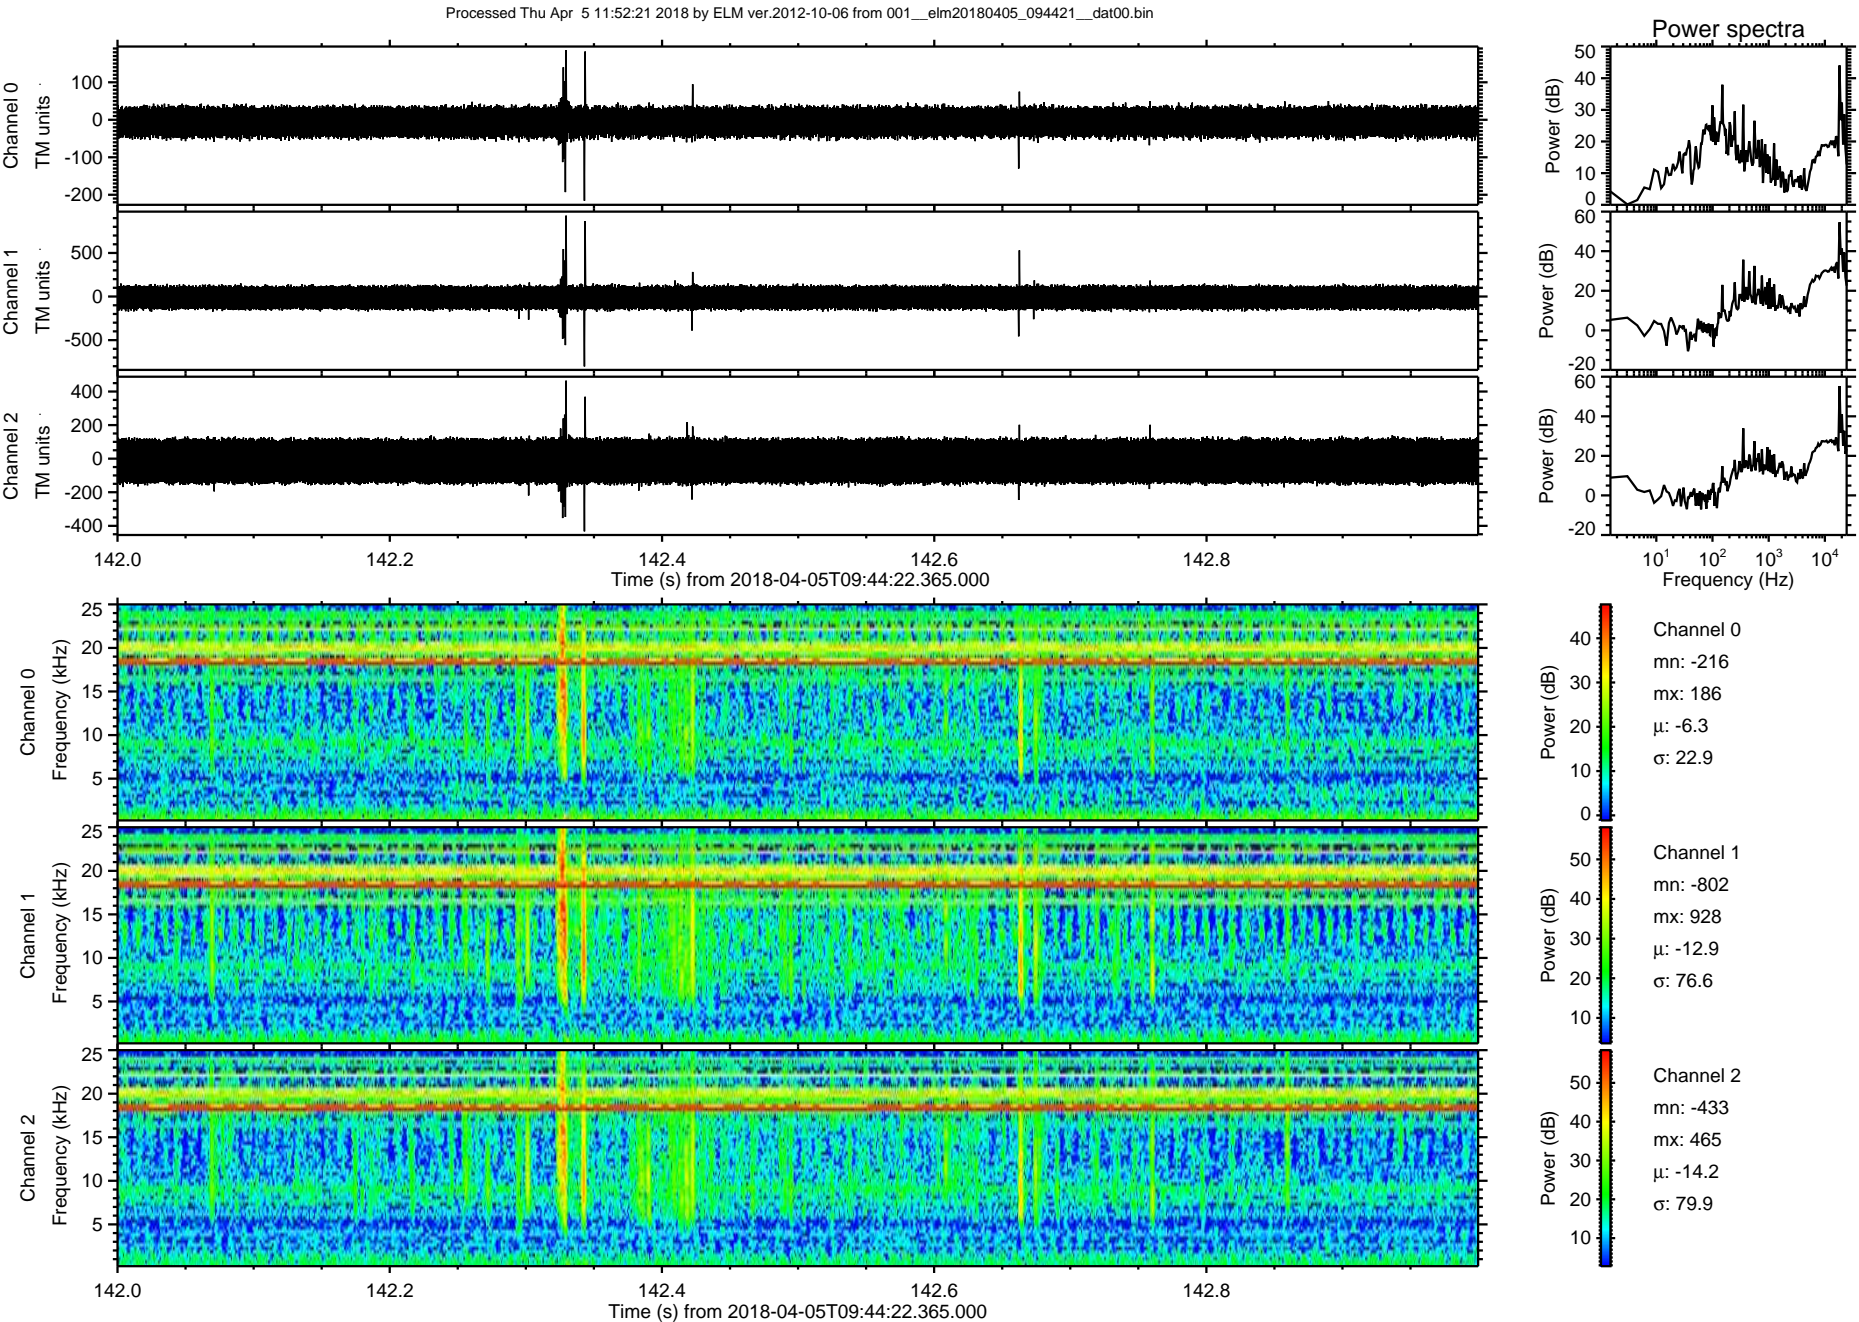 Processed Thu Apr  5 11:52:21 2018 by ELM ver.2012-10-06 from 001__elm20180405_094421__dat00.bin
Power spectra
Channel 0
TM units
100
0
-100
-200
Power (dB)
50
40
30
20
10
0
Channel 1
TM units
500
0
-500
Power (dB)
60
40
20
0
-20
Channel 2
TM units
400
200
0
-200
-400
Power (dB)
60
40
20
0
-20
142.0 142.2 142.4 142.6 142.8
Time (s) from 2018-04-05T09:44:22.365.000
10^1 10^2 10^3 10^4
Frequency (Hz)
Channel 0
Frequency (kHz)
25
20
15
10
5
Power (dB)
40
30
20
10
0
Channel 0
mn: -216
mx: 186
μ: -6.3
σ: 22.9
Channel 1
Frequency (kHz)
25
20
15
10
5
Power (dB)
50
40
30
20
10
Channel 1
mn: -802
mx: 928
μ: -12.9
σ: 76.6
Channel 2
Frequency (kHz)
25
20
15
10
5
Power (dB)
50
40
30
20
10
Channel 2
mn: -433
mx: 465
μ: -14.2
σ: 79.9
142.0 142.2 142.4 142.6 142.8
Time (s) from 2018-04-05T09:44:22.365.000